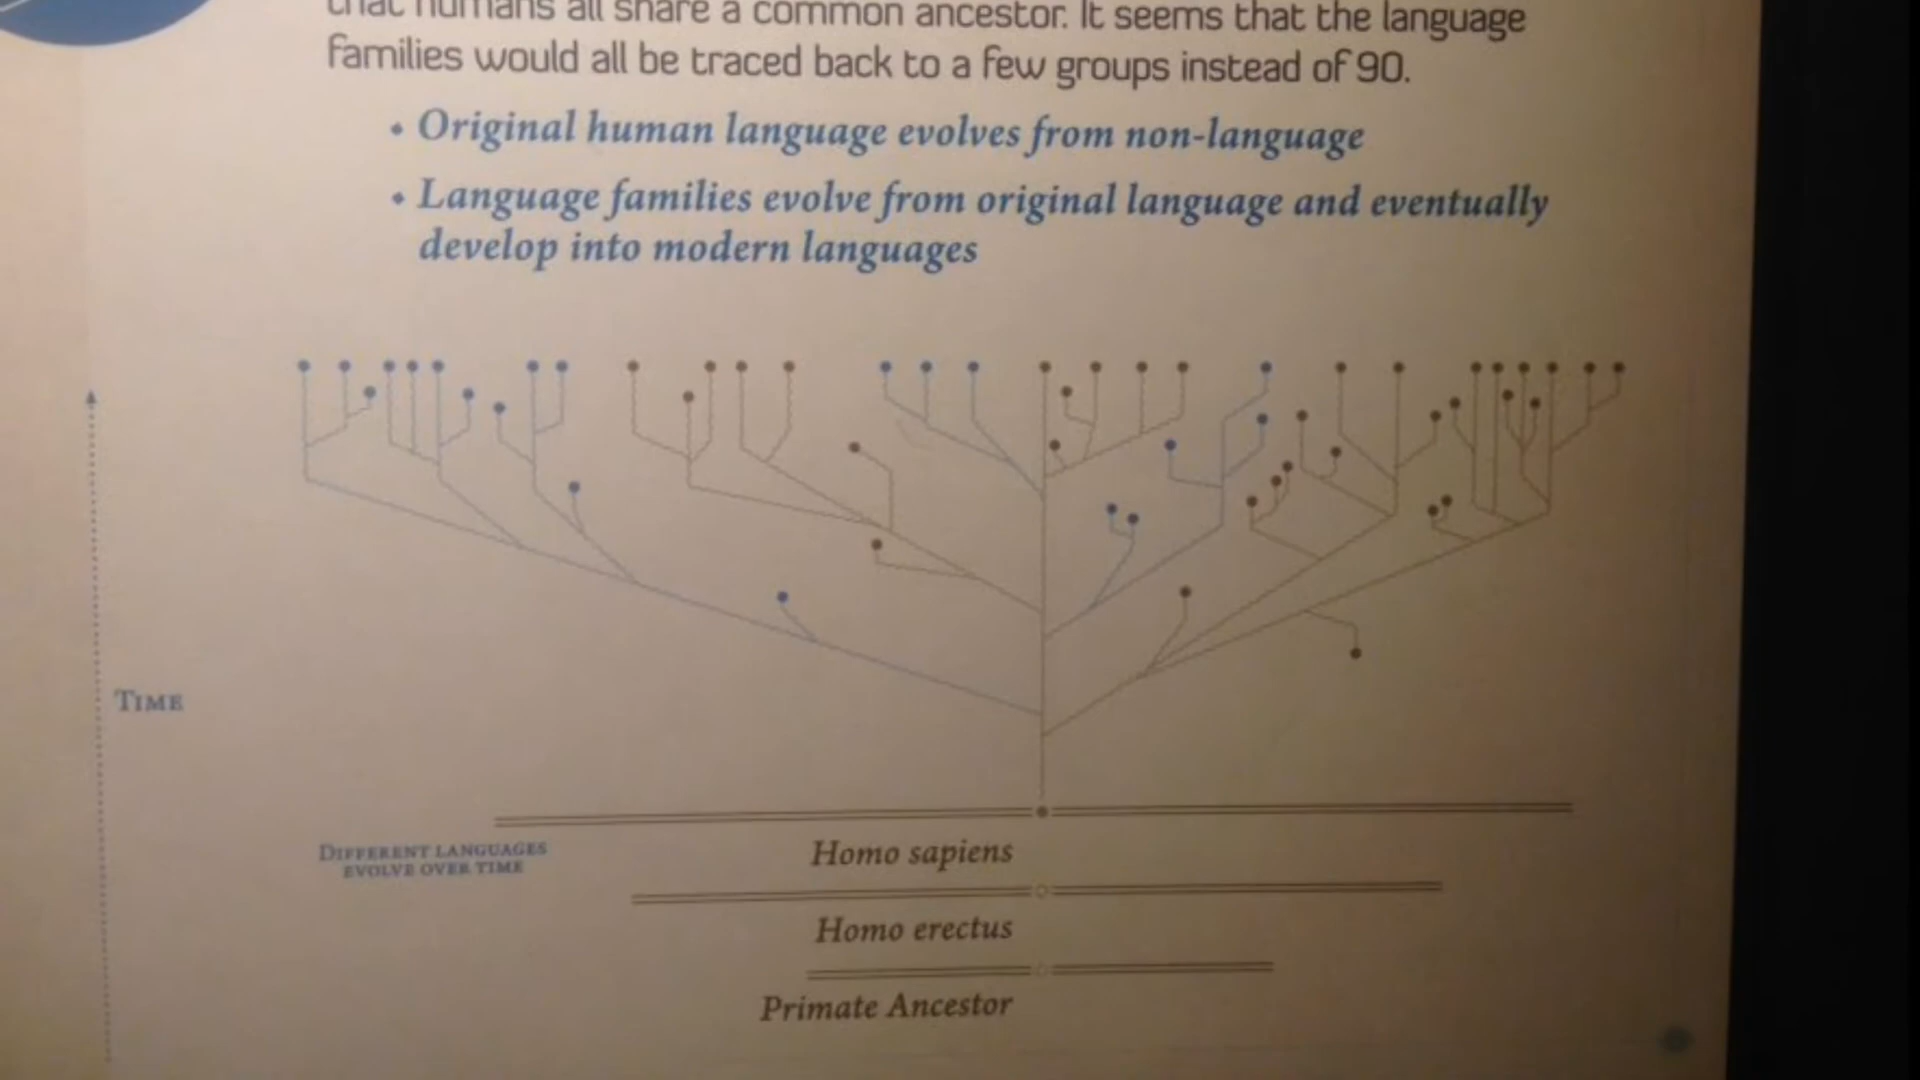 that humans all share a common ancestor. It seems that the language
families would all be traced back to a few groups instead of 90.
• Original human language evolves from non-language
• Language families evolve from original language and eventually
develop into modern languages
TIME
DIFFERENT LANGUAGES
EVOLVE OVER TIME
Homo sapiens
Homo erectus
Primate Ancestor